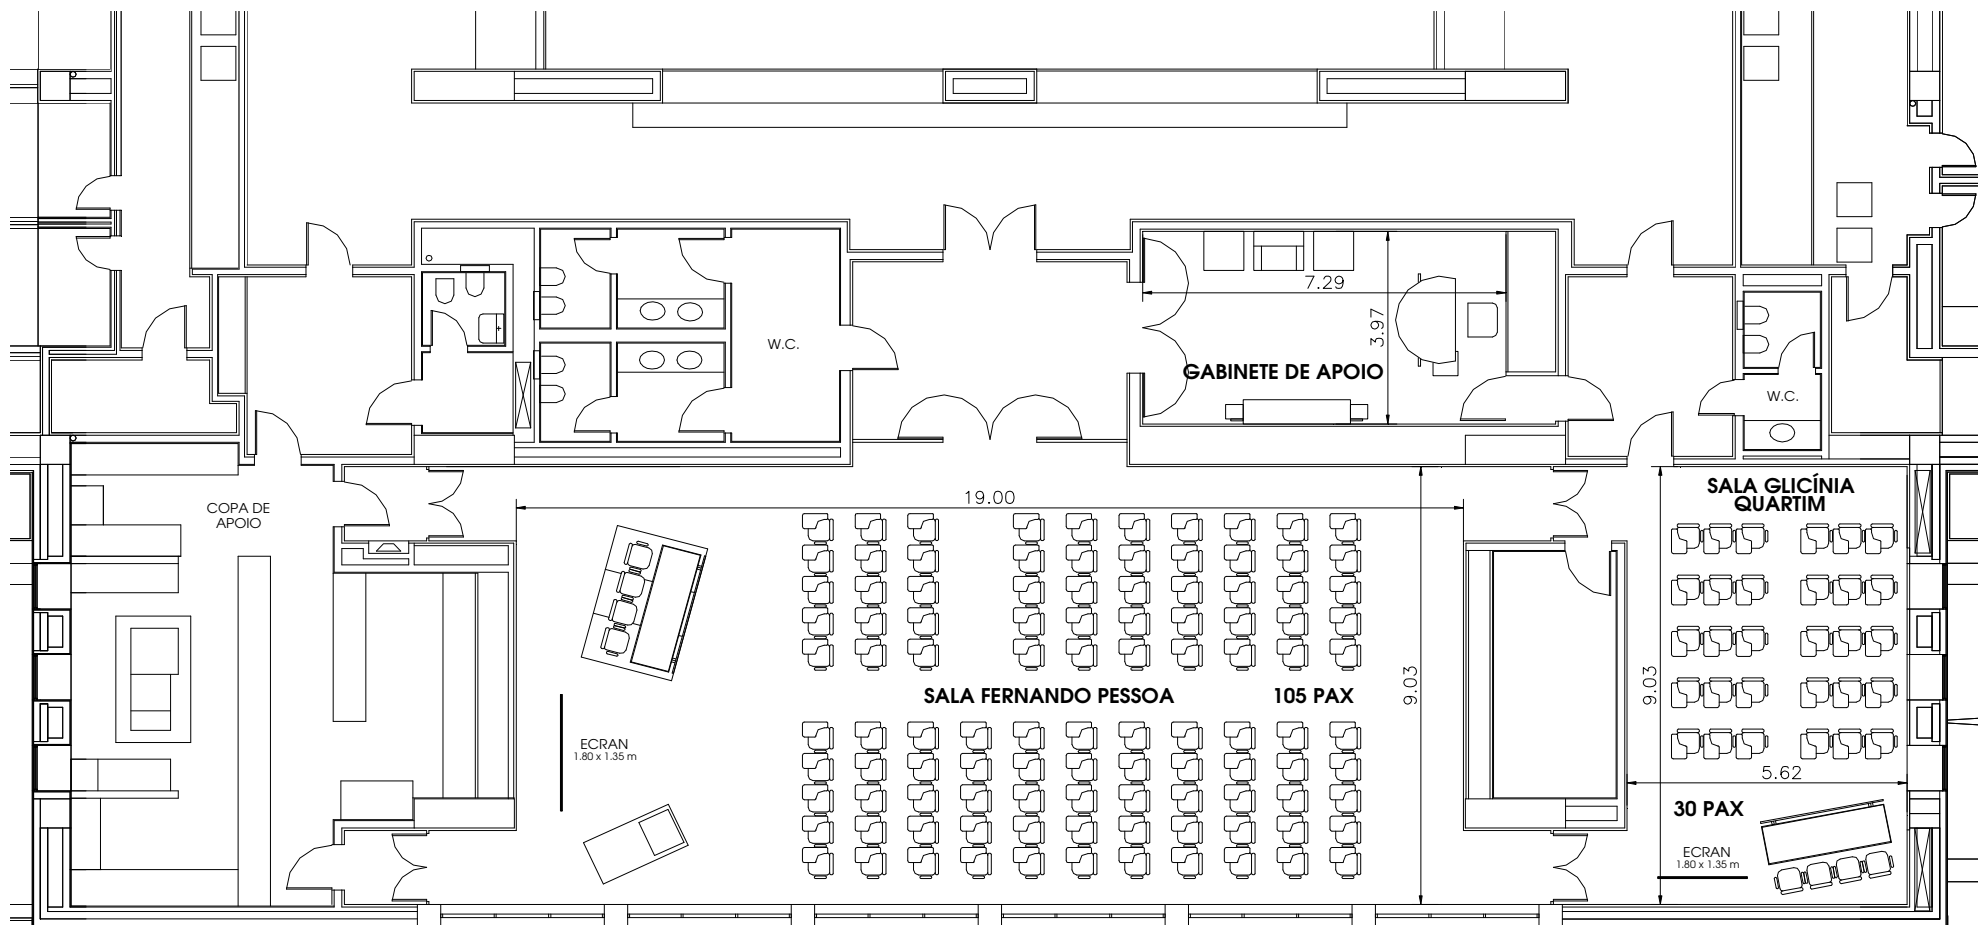 7.29
3.97
W.C.
GABINETE DE APOIO
W.C.
COPA DE
APOIO
19.00
SALA GLICÍNIA
QUARTIM
SALA FERNANDO PESSOA
105 PAX
9.03
9.03
ECRAN
1.80 x 1.35 m
5.62
30 PAX
ECRAN
1.80 x 1.35 m